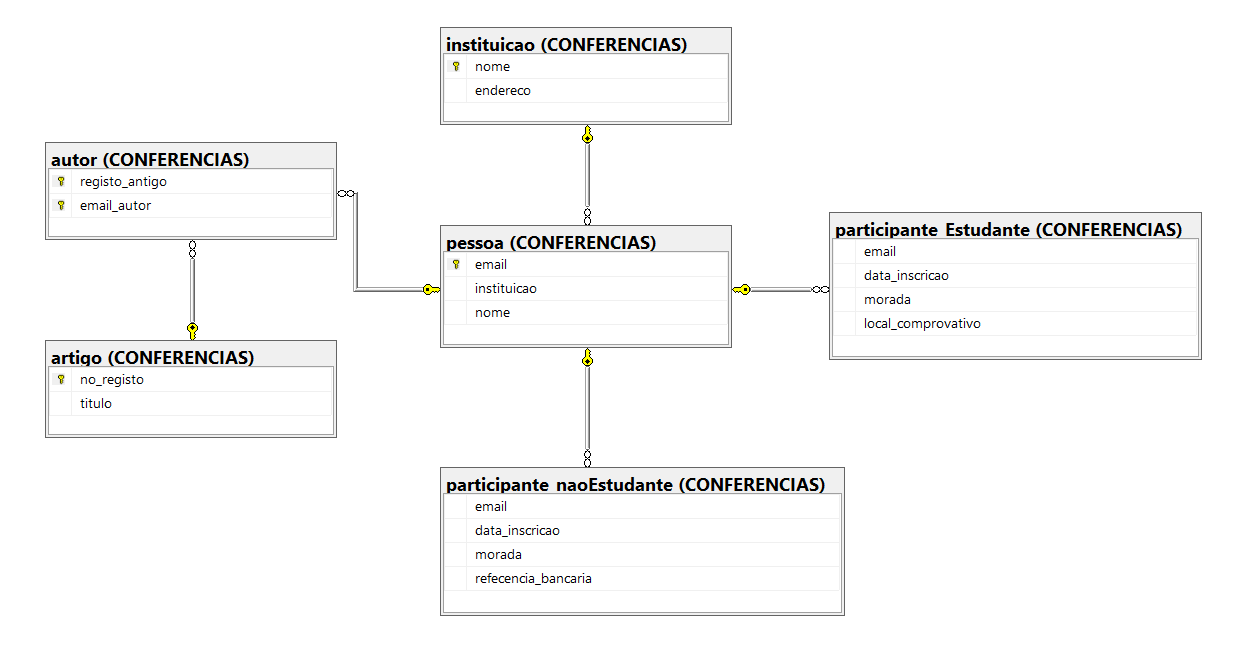 instituicao (CONFERENCIAS)
nome
endereco
autor (CONFERENCIAS)
registo_antigo
email_autor
pessoa (CONFERENCIAS)
email
instituicao
nome
participante_Estudante (CONFERENCIAS)
email
data_inscricao
morada
local_comprovativo
artigo (CONFERENCIAS)
no_registo
titulo
participante_naoEstudante (CONFERENCIAS)
email
data_inscricao
morada
refecencia_bancaria